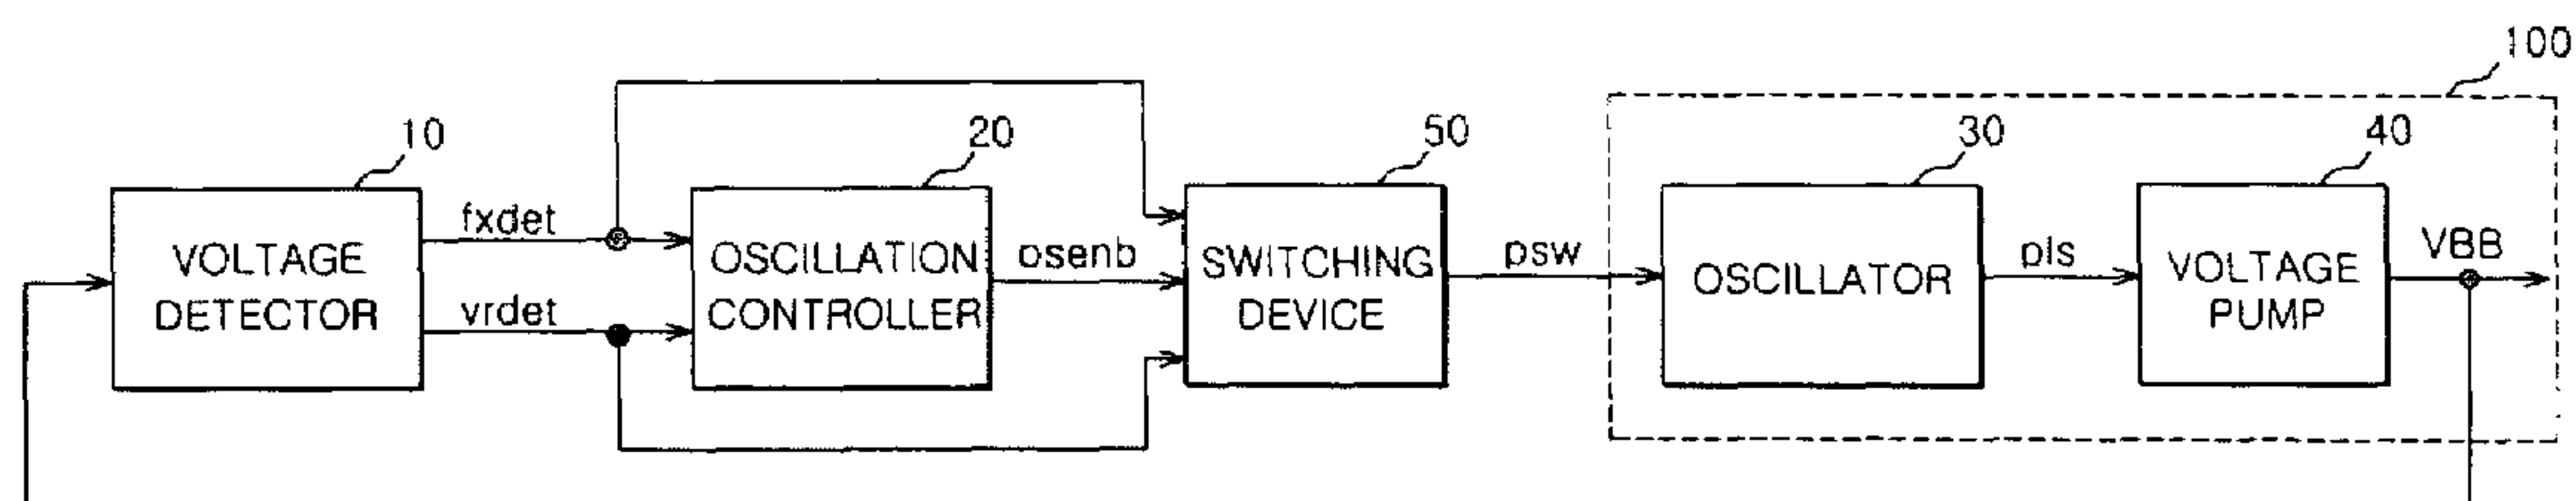 100
10
20
50
30
40
fxdet
vrdet
VOLTAGE
DETECTOR
OSCILLATION
CONTROLLER
osenb
SWITCHING
DEVICE
psw
OSCILLATOR
pls
VOLTAGE
PUMP
VBB